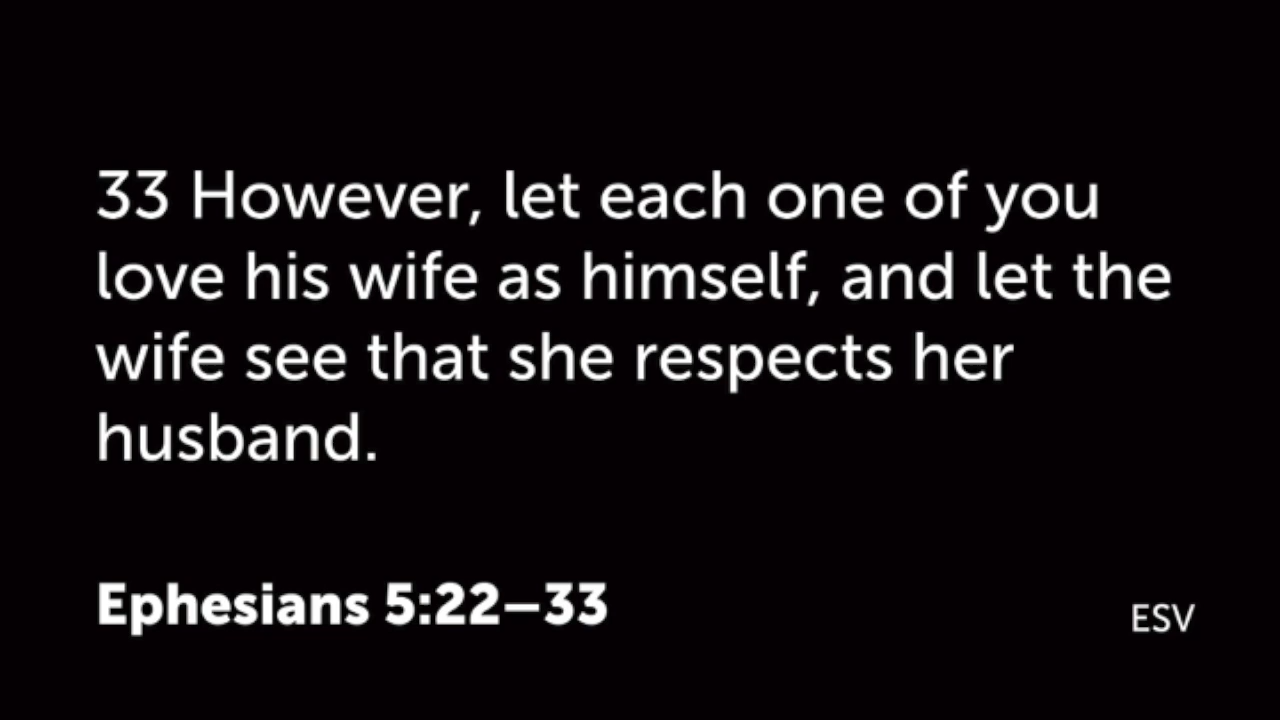 33 However, let each one of you
love his wife as himself, and let the
wife see that she respects her
husband.
Ephesians 5:22–33
ESV